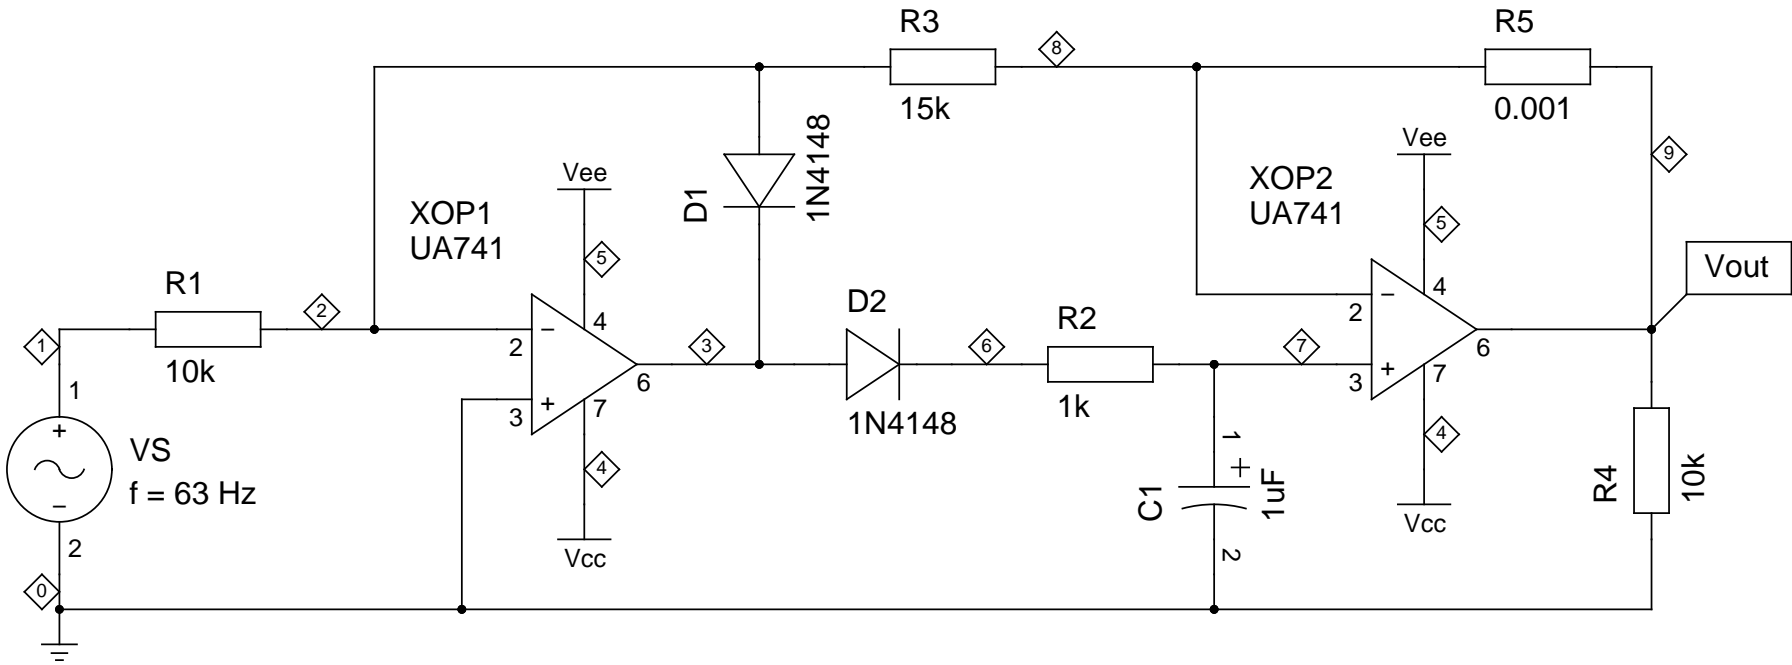 R3
8
R5
15k
0.001
Vee
9
D1
1N4148
Vee
XOP1
UA741
XOP2
UA741
5
5
Vout
R1
2
1
10k
−
2
4
3
6
+
3
7
D2
1N4148
6
R2
1k
7
−
2
4
6
+
3
7
1
+
VS
f = 63 Hz
−
2
0
4
Vcc
1
+
C1
1uF
2
4
Vcc
R4
10k